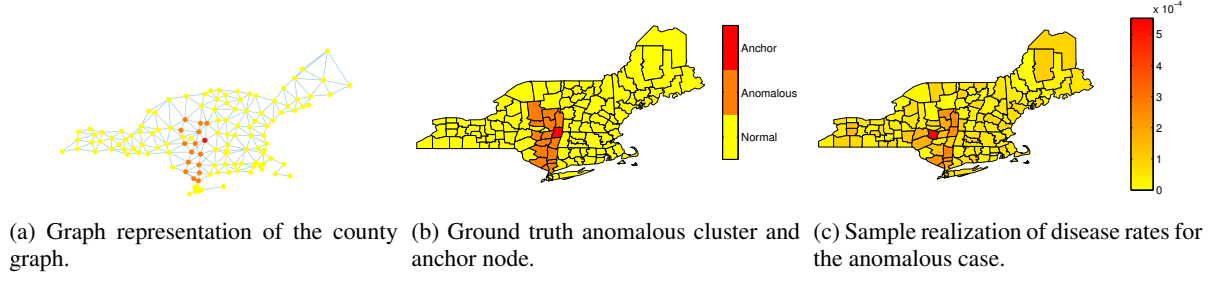 Anchor
Anomalous
Normal
x 10⁻⁴
5
4
3
2
1
0
(a) Graph representation of the county
graph.
(b) Ground truth anomalous cluster and
anchor node.
(c) Sample realization of disease rates for
the anomalous case.